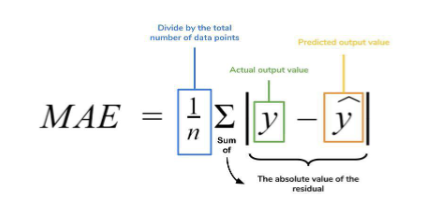 Divide by the total
number of data points
Predicted output value
Actual output value
MAE = 1/n Σ |y − ŷ|
Sum
of
The absolute value of the
residual